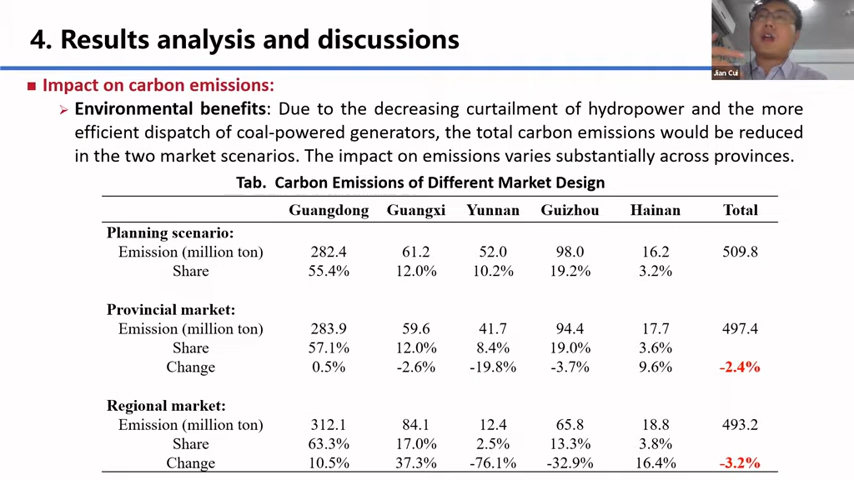 4. Results analysis and discussions
Jian Cui
Impact on carbon emissions:
Environmental benefits: Due to the decreasing curtailment of hydropower and the more
efficient dispatch of coal-powered generators, the total carbon emissions would be reduced
in the two market scenarios. The impact on emissions varies substantially across provinces.
Tab. Carbon Emissions of Different Market Design
Guangdong Guangxi Yunnan Guizhou Hainan Total
Planning scenario:
Emission (million ton) 282.4 61.2 52.0 98.0 16.2 509.8
Share 55.4% 12.0% 10.2% 19.2% 3.2%
Provincial market:
Emission (million ton) 283.9 59.6 41.7 94.4 17.7 497.4
Share 57.1% 12.0% 8.4% 19.0% 3.6%
Change 0.5% -2.6% -19.8% -3.7% 9.6% -2.4%
Regional market:
Emission (million ton) 312.1 84.1 12.4 65.8 18.8 493.2
Share 63.3% 17.0% 2.5% 13.3% 3.8%
Change 10.5% 37.3% -76.1% -32.9% 16.4% -3.2%